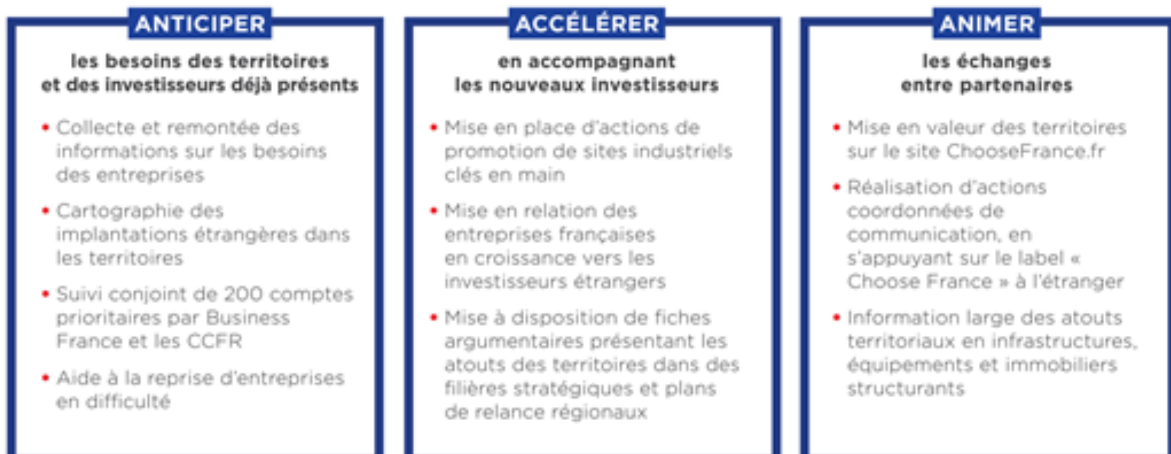 ANTICIPER
les besoins des territoires
et des investisseurs déjà présents
• Collecte et remontée des
informations sur les besoins
des entreprises
• Cartographie des
implantations étrangères dans
les territoires
• Suivi conjoint de 200 comptes
prioritaires par Business
France et les CCFR
• Aide à la reprise d'entreprises
en difficulté
ACCÉLÉRER
en accompagnant
les nouveaux investisseurs
• Mise en place d'actions de
promotion de sites industriels
clés en main
• Mise en relation des
entreprises françaises
en croissance vers les
investisseurs étrangers
• Mise à disposition de fiches
argumentaires présentant les
atouts des territoires dans des
filières stratégiques et plans
de relance régionaux
ANIMER
les échanges
entre partenaires
• Mise en valeur des territoires
sur le site ChooseFrance.fr
• Réalisation d'actions
coordonnées de
communication, en
s'appuyant sur le label «
Choose France » à l'étranger
• Information large des atouts
territoriaux en infrastructures,
équipements et immobiliers
structurants